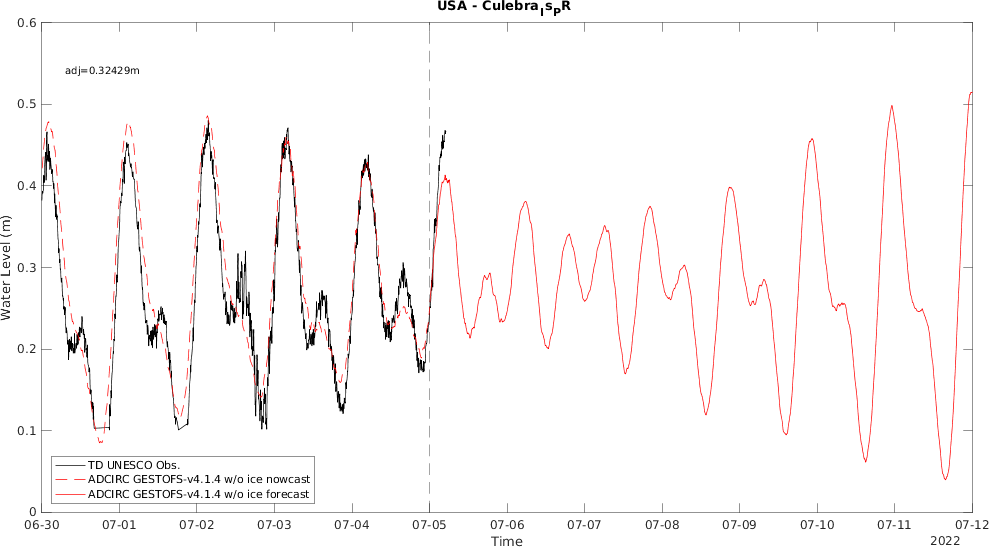 USA - Culebra_Is_PR
adj=0.32429m
Water Level (m)
0.6
0.5
0.4
0.3
0.2
0.1
0
TD UNESCO Obs.
ADCIRC GESTOFS-v4.1.4 w/o ice nowcast
ADCIRC GESTOFS-v4.1.4 w/o ice forecast
06-30 07-01 07-02 07-03 07-04 07-05 07-06 07-07 07-08 07-09 07-10 07-11 07-12
Time
2022